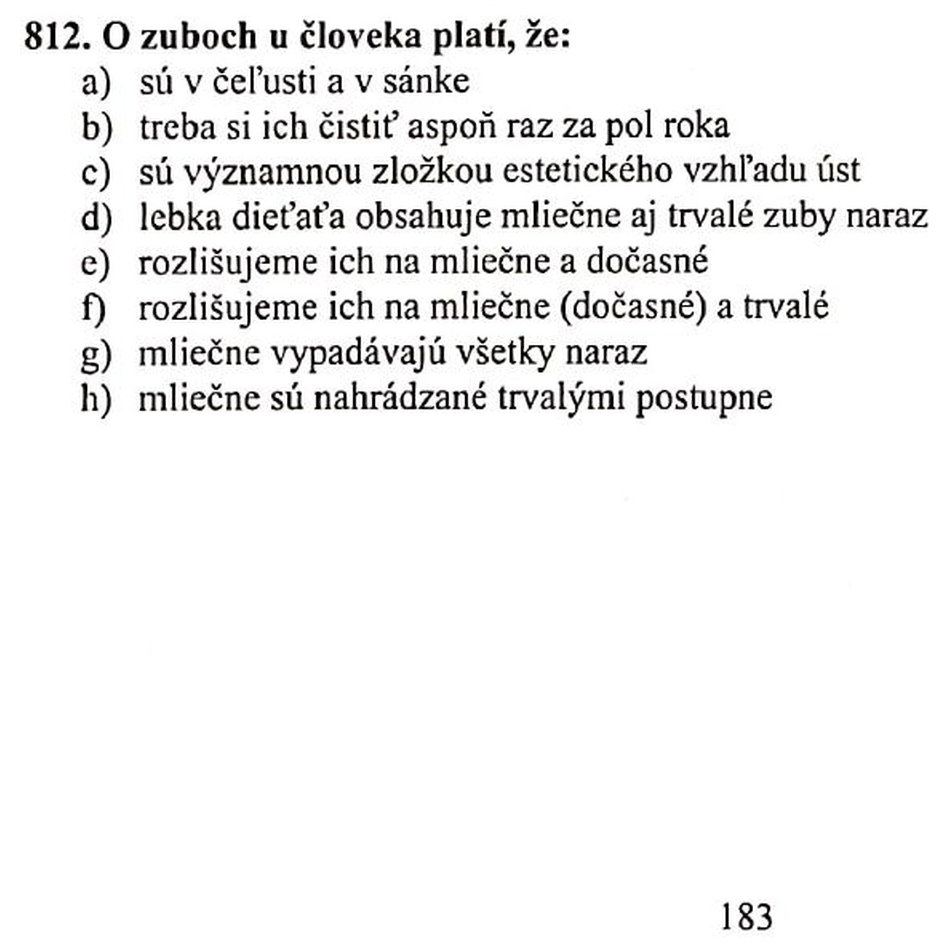 812. O zuboch u človeka platí, že:
a) sú v čeľusti a v sánke
b) treba si ich čistiť aspoň raz za pol roka
c) sú významnou zložkou estetického vzhľadu úst
d) lebka dieťaťa obsahuje mliečne aj trvalé zuby naraz
e) rozlišujeme ich na mliečne a dočasné
f) rozlišujeme ich na mliečne (dočasné) a trvalé
g) mliečne vypadávajú všetky naraz
h) mliečne sú nahrádzané trvalými postupne
183